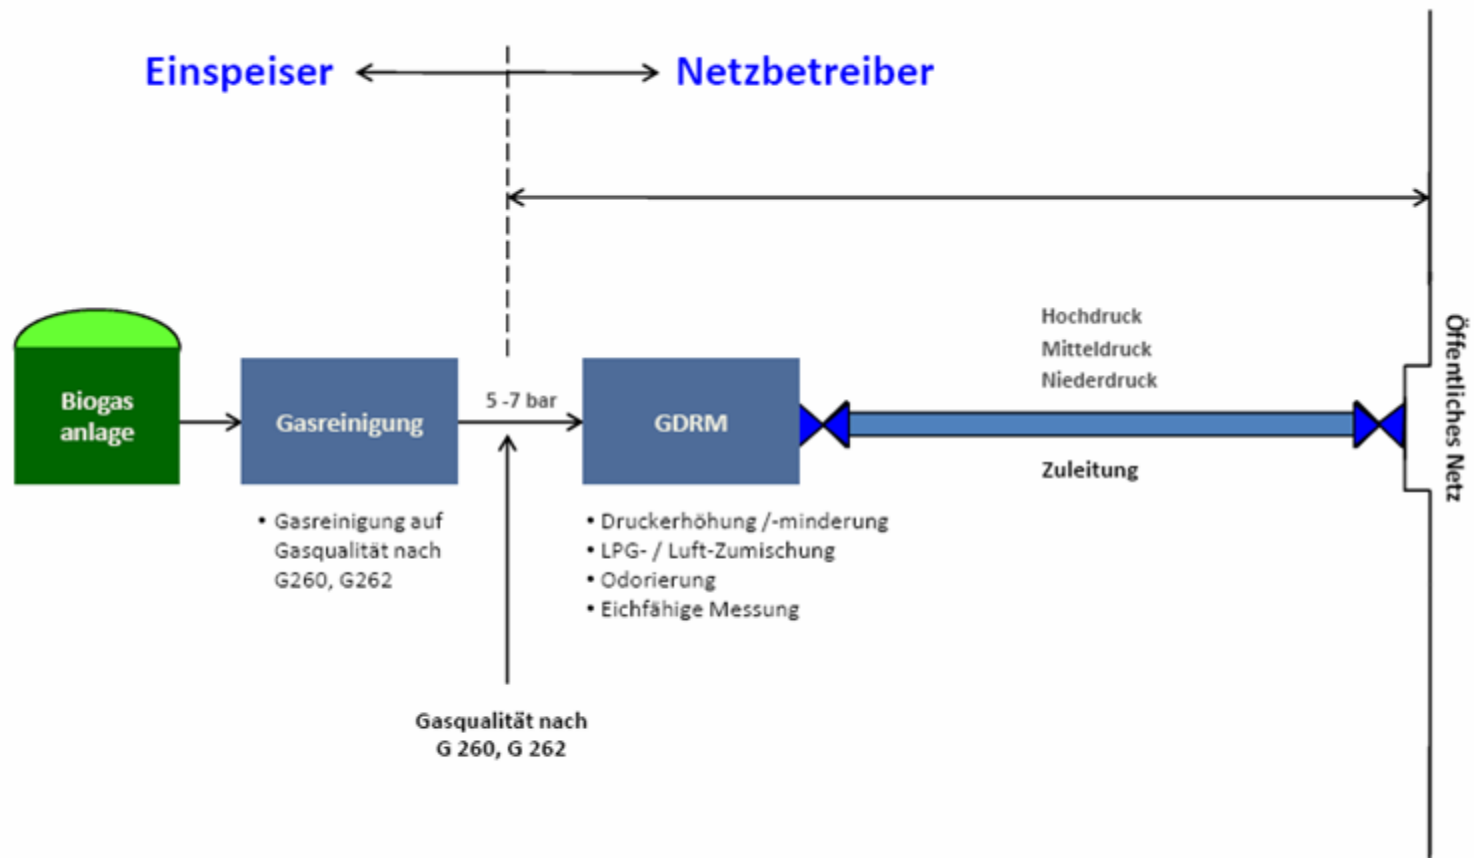 Einspeiser
Netzbetreiber
Hochdruck
Mitteldruck
Niederdruck
Öffentliches Netz
Biogas
anlage
Gasreinigung
5 -7 bar
GDRM
Zuleitung
• Gasreinigung auf
Gasqualität nach
G260, G262
• Druckerhöhung /-minderung
• LPG- / Luft-Zumischung
• Odorierung
• Eichfähige Messung
Gasqualität nach
G 260, G 262